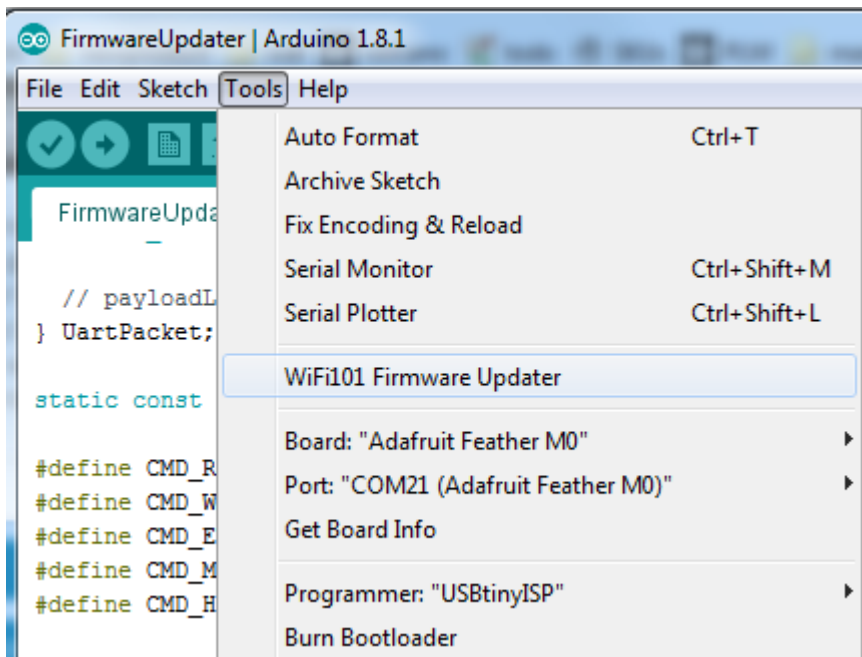 FirmwareUpdater | Arduino 1.8.1
File Edit Sketch Tools Help
Auto Format Ctrl+T
Archive Sketch
Fix Encoding & Reload
Serial Monitor Ctrl+Shift+M
Serial Plotter Ctrl+Shift+L
WiFi101 Firmware Updater
Board: "Adafruit Feather M0"
Port: "COM21 (Adafruit Feather M0)"
Get Board Info
Programmer: "USBtinyISP"
Burn Bootloader
FirmwareUpda
// payloadL
} UartPacket;
static const
#define CMD_R
#define CMD_W
#define CMD_E
#define CMD_M
#define CMD_H